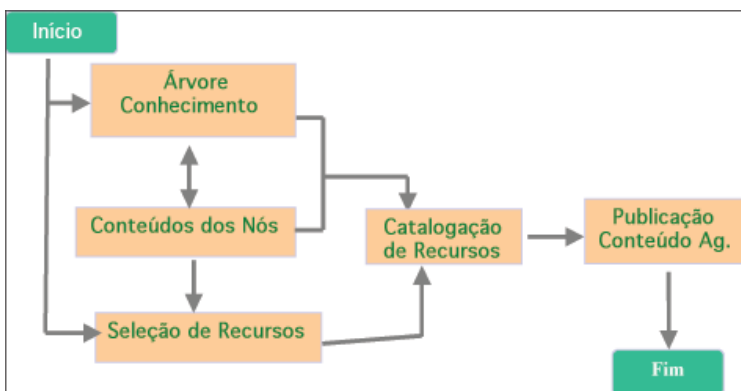 Início
Árvore
Conhecimento
Conteúdos dos Nós
Seleção de Recursos
Catalogação
de Recursos
Publicação
Conteúdo Ag.
Fim